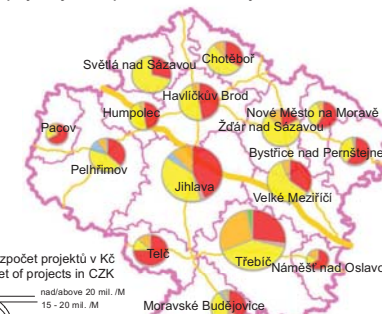 Chotěboř
Světlá nad Sázavou
Havlíčkův Brod
Humpolec
Nové Město na Moravě
Žďár nad Sázavou
Pacov
Bystřice nad Pernštejne
Pelhřimov
Jihlava
Velké Meziříčí
Telč
Třebíč
Náměšť nad Oslavo
zpočet projektů v Kč
et of projects in CZK
nad/above 20 mil. /M
15 - 20 mil. /M
Moravské Budějovice